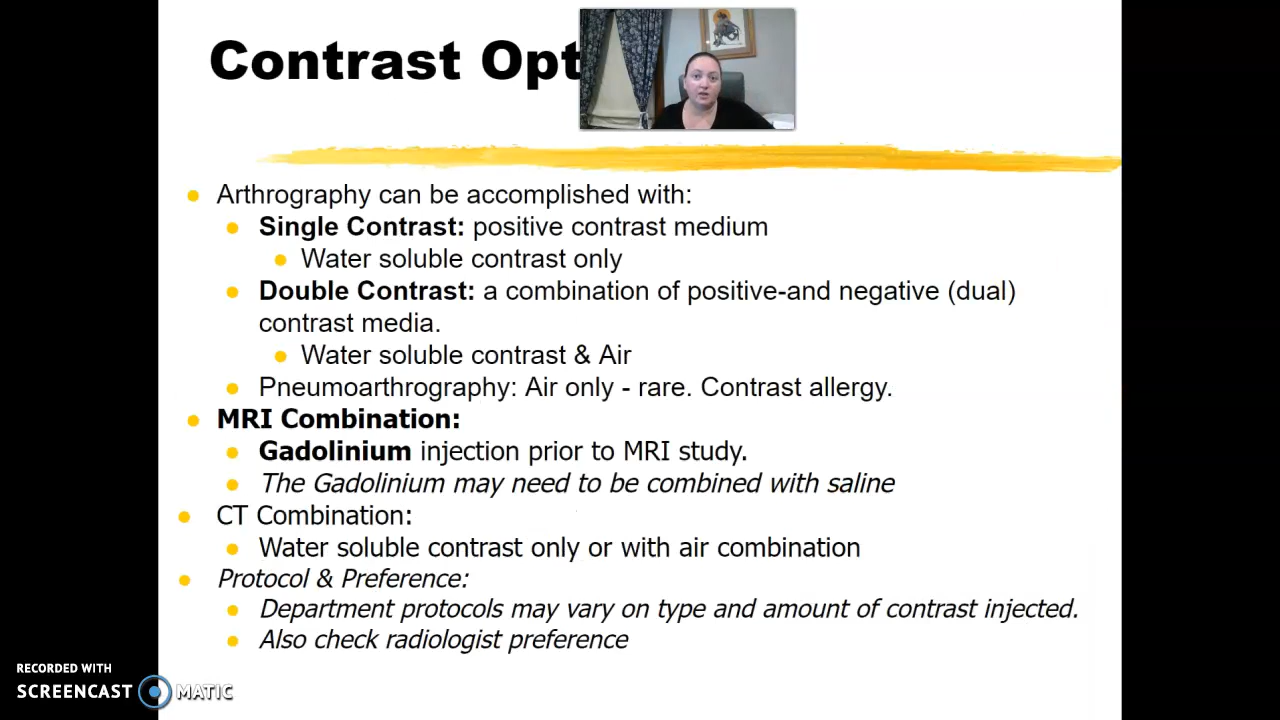 Contrast Opt
Arthrography can be accomplished with:
Single Contrast: positive contrast medium
Water soluble contrast only
Double Contrast: a combination of positive-and negative (dual)
contrast media.
Water soluble contrast & Air
Pneumoarthrography: Air only - rare. Contrast allergy.
MRI Combination:
Gadolinium injection prior to MRI study.
The Gadolinium may need to be combined with saline
CT Combination:
Water soluble contrast only or with air combination
Protocol & Preference:
Department protocols may vary on type and amount of contrast injected.
Also check radiologist preference
RECORDED WITH
SCREENCAST MATIC